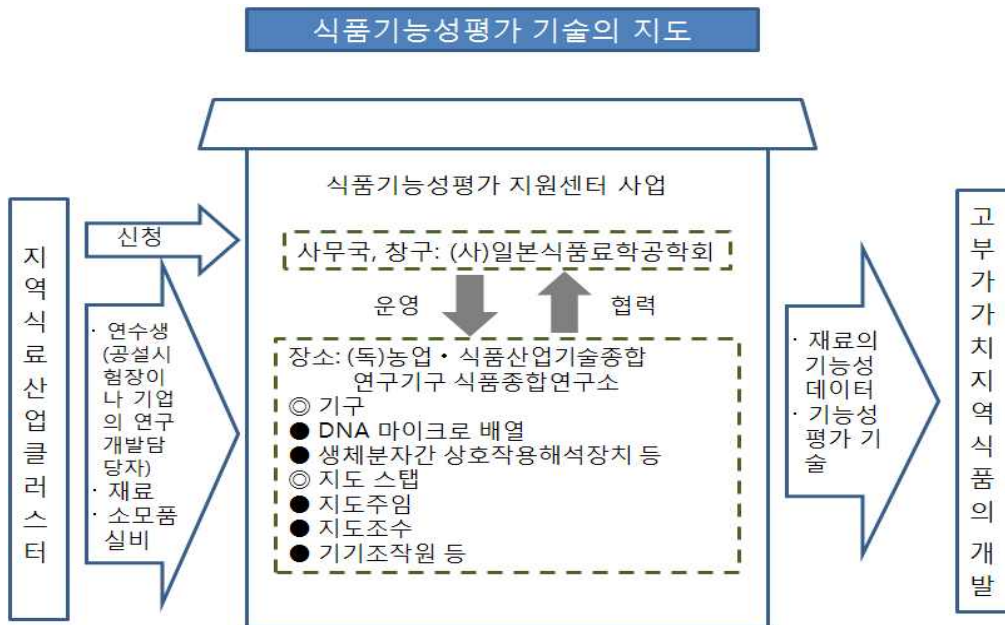 식품기능성평가 기술의 지도
식품기능성평가 지원센터 사업
지역식료산업클러스터
신청
· 연수생
(공설시
험장이
나 기업
의 연구
개발담
당자)
· 재료
· 소모품
실비
사무국, 창구: (사)일본식품료학공학회
운영
협력
장소: (독)농업・식품산업기술종합
연구기구 식품종합연구소
◎ 기구
● DNA 마이크로 배열
● 생체분자간 상호작용해석장치 등
◎ 지도 스탭
● 지도주임
● 지도조수
● 기기조작원 등
· 재료의
기능성
데이터
· 기능성
평가 기
술
고부가가치지역식품의 개발